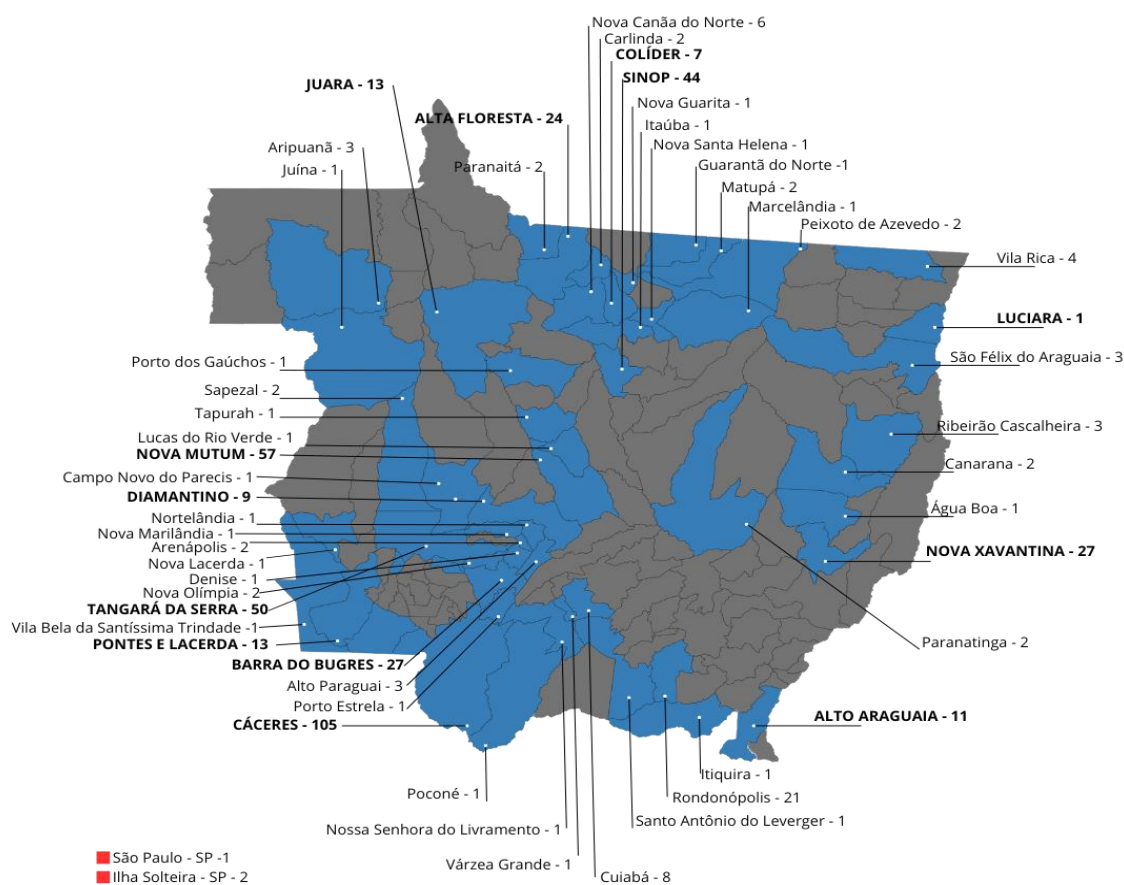 Nova Canãa do Norte - 6
Carlinda - 2
COLÍDER - 7
SINOP - 44
JUARA - 13
Nova Guarita - 1
ALTA FLORESTA - 24
Itaúba - 1
Nova Santa Helena - 1
Aripuanã - 3
Juína - 1
Paranaitá - 2
Guarantã do Norte -1
Matupá - 2
Marcelândia - 1
Peixoto de Azevedo - 2
Vila Rica - 4
LUCIARA - 1
São Félix do Araguaia - 3
Porto dos Gaúchos - 1
Sapezal - 2
Tapurah - 1
Ribeirão Cascalheira - 3
Lucas do Rio Verde - 1
NOVA MUTUM - 57
Canarana - 2
Campo Novo do Parecis - 1
DIAMANTINO - 9
Água Boa - 1
Nortelândia - 1
Nova Marilândia - 1
Arenápolis - 2
NOVA XAVANTINA - 27
Nova Lacerda - 1
Denise - 1
Nova Olímpia - 2
TANGARÁ DA SERRA - 50
Vila Bela da Santíssima Trindade -1
PONTES E LACERDA - 13
Paranatinga - 2
BARRA DO BUGRES - 27
Alto Paraguai - 3
Porto Estrela - 1
CÁCERES - 105
ALTO ARAGUAIA - 11
Itiquira - 1
Poconé - 1
Rondonópolis - 21
Santo Antônio do Leverger - 1
Nossa Senhora do Livramento - 1
Várzea Grande - 1
Cuiabá - 8
São Paulo - SP -1
Ilha Solteira - SP - 2